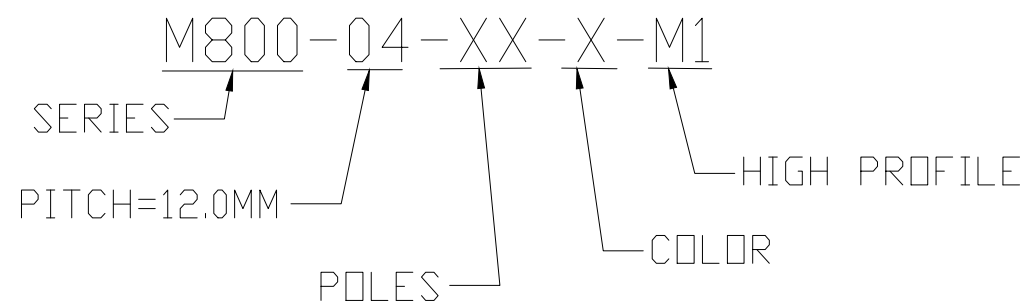 M800-04-XX-X-M1
SERIES
HIGH PROFILE
PITCH=12.0MM
COLOR
POLES